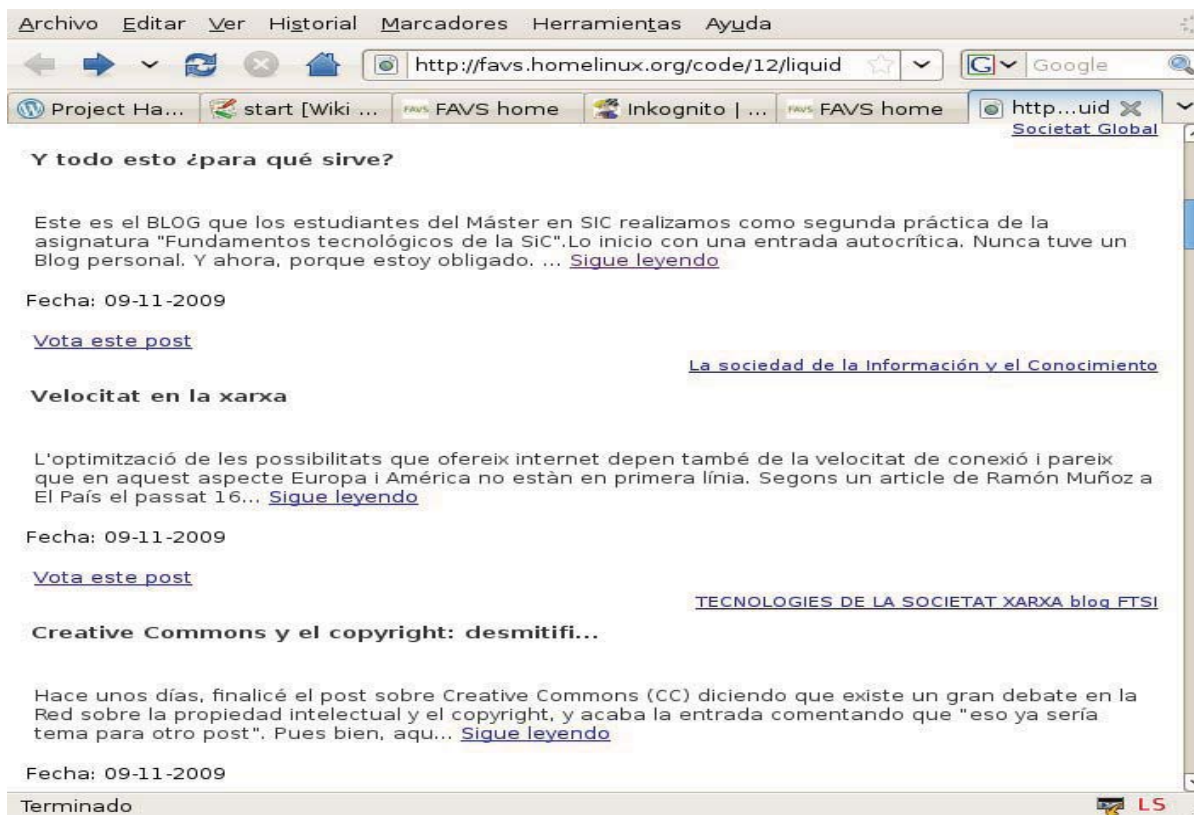 Archivo Editar Ver Historial Marcadores Herramientas Ayuda
http://favs.homelinux.org/code/12/liquid G Google
Project Ha... start [Wiki ... FAVS FAVS home Inkognito | ... FAVS FAVS home http...uid
Societat Global
Y todo esto ¿para qué sirve?
Este es el BLOG que los estudiantes del Máster en SIC realizamos como segunda práctica de la
asignatura "Fundamentos tecnológicos de la SiC".Lo inicio con una entrada autocrítica. Nunca tuve un
Blog personal. Y ahora, porque estoy obligado. ... Sigue leyendo
Fecha: 09-11-2009
Vota este post
La sociedad de la Información y el Conocimiento
Velocitat en la xarxa
L'optimització de les possibilitats que ofereix internet depen també de la velocitat de conexió i pareix
que en aquest aspecte Europa i América no estàn en primera línia. Segons un article de Ramón Muñoz a
El País el passat 16... Sigue leyendo
Fecha: 09-11-2009
Vota este post
TECNOLOGIES DE LA SOCIETAT XARXA blog FTSI
Creative Commons y el copyright: desmitifi...
Hace unos días, finalicé el post sobre Creative Commons (CC) diciendo que existe un gran debate en la
Red sobre la propiedad intelectual y el copyright, y acaba la entrada comentando que "eso ya sería
tema para otro post". Pues bien, aqu... Sigue leyendo
Fecha: 09-11-2009
Terminado LS